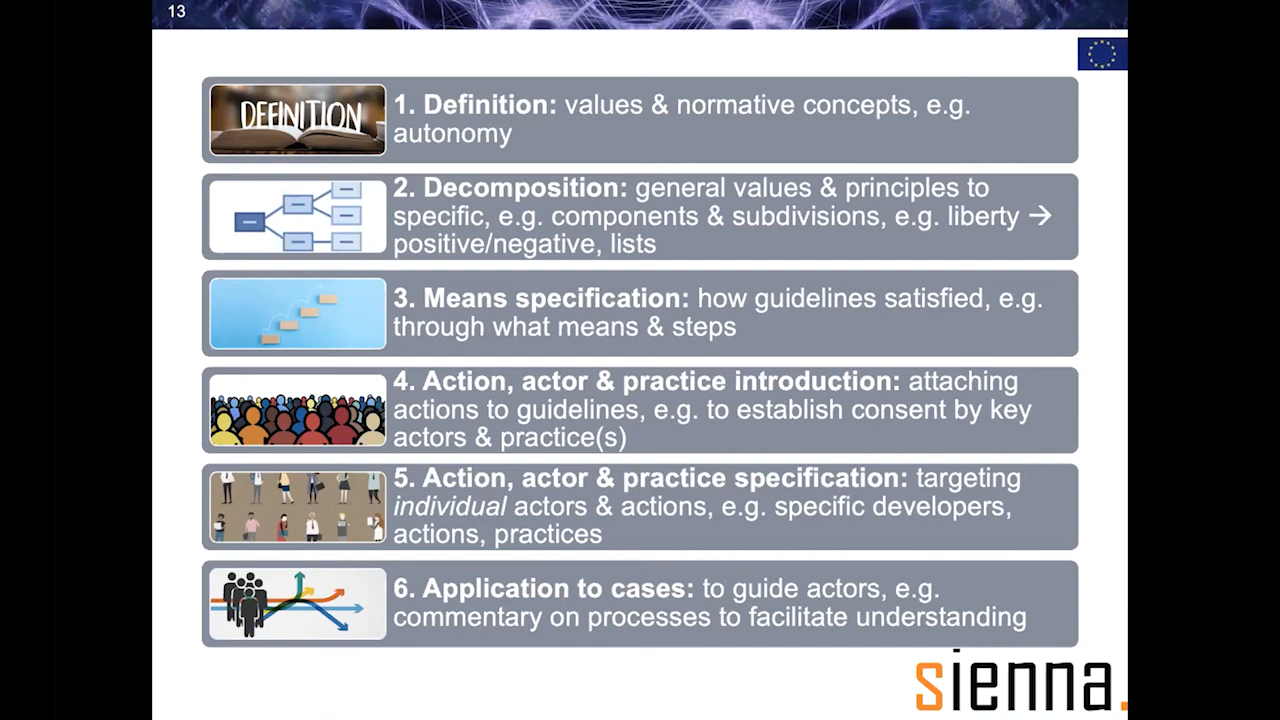 13
DEFINITION
1. Definition: values & normative concepts, e.g.
autonomy
2. Decomposition: general values & principles to
specific, e.g. components & subdivisions, e.g. liberty →
positive/negative, lists
3. Means specification: how guidelines satisfied, e.g.
through what means & steps
4. Action, actor & practice introduction: attaching
actions to guidelines, e.g. to establish consent by key
actors & practice(s)
5. Action, actor & practice specification: targeting
individual actors & actions, e.g. specific developers,
actions, practices
6. Application to cases: to guide actors, e.g.
commentary on processes to facilitate understanding
sienna.